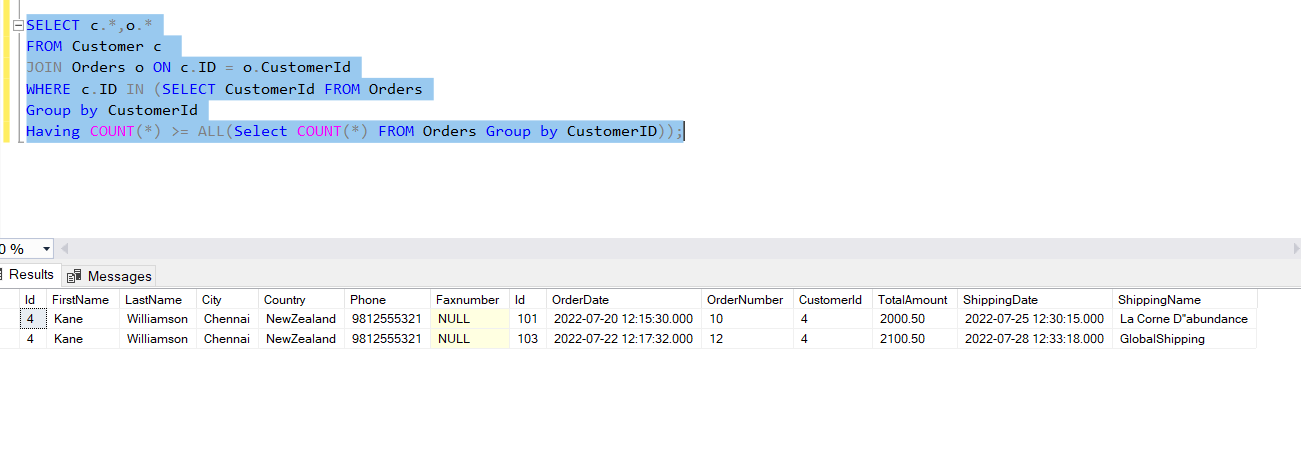 SELECT c.*,o.*
FROM Customer c
JOIN Orders o ON c.ID = o.CustomerId
WHERE c.ID IN (SELECT CustomerId FROM Orders
Group by CustomerId
Having COUNT(*) >= ALL(Select COUNT(*) FROM Orders Group by CustomerID));
0 %
Results Messages
Id FirstName LastName City Country Phone Faxnumber Id OrderDate OrderNumber CustomerId TotalAmount ShippingDate ShippingName
4 Kane Williamson Chennai NewZealand 9812555321 NULL 101 2022-07-20 12:15:30.000 10 4 2000.50 2022-07-25 12:30:15.000 La Corne D"abundance
4 Kane Williamson Chennai NewZealand 9812555321 NULL 103 2022-07-22 12:17:32.000 12 4 2100.50 2022-07-28 12:33:18.000 GlobalShipping